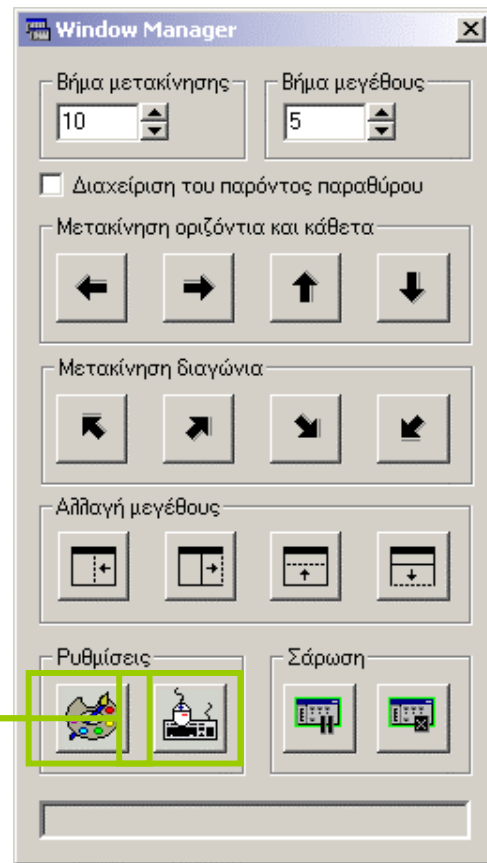 Window Manager
Βήμα μετακίνησης Βήμα μεγέθους
10 5
Διαχείριση του παρόντος παραθύρου
Μετακίνηση οριζόντια και κάθετα
Μετακίνηση διαγώνια
Αλλαγή μεγέθους
Ρυθμίσεις Σάρωση